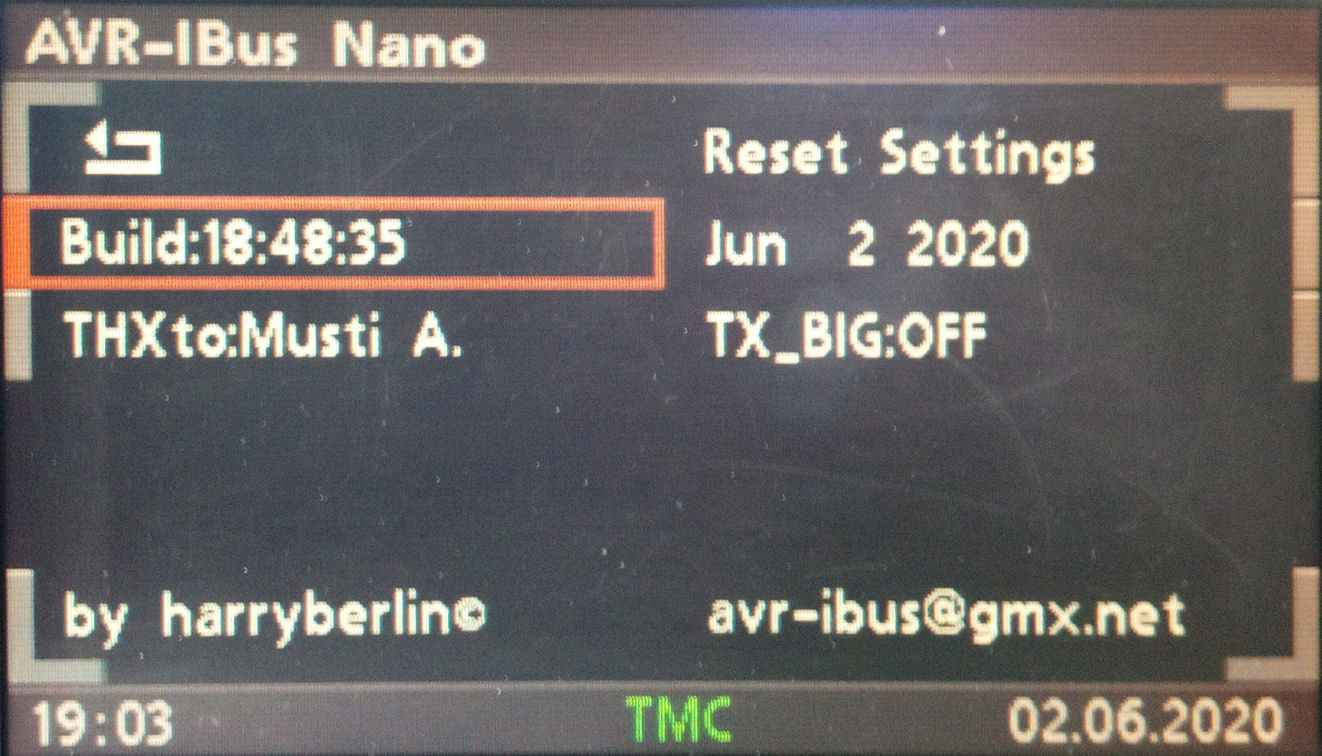 AVR-IBus Nano
Reset Settings
Build:18:48:35 Jun 2 2020
THXto:Musti A. TX_BIG:OFF
by harryberlin© avr-ibus@gmx.net
19:03 TMC 02.06.2020